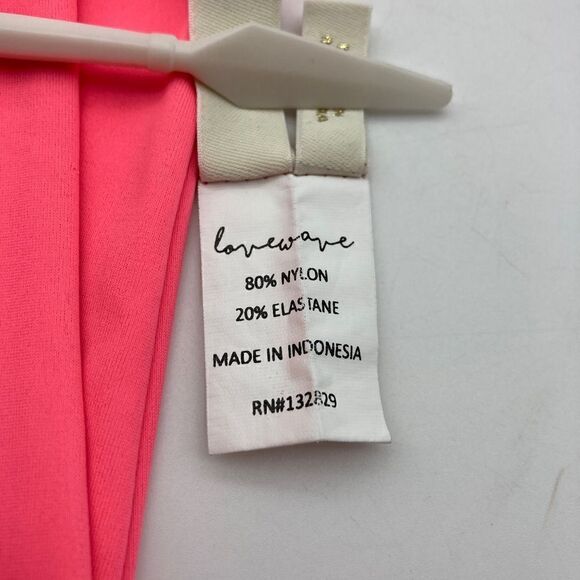 lovewave
80% NYLON
20% ELASTANE
MADE IN INDONESIA
RN#132829